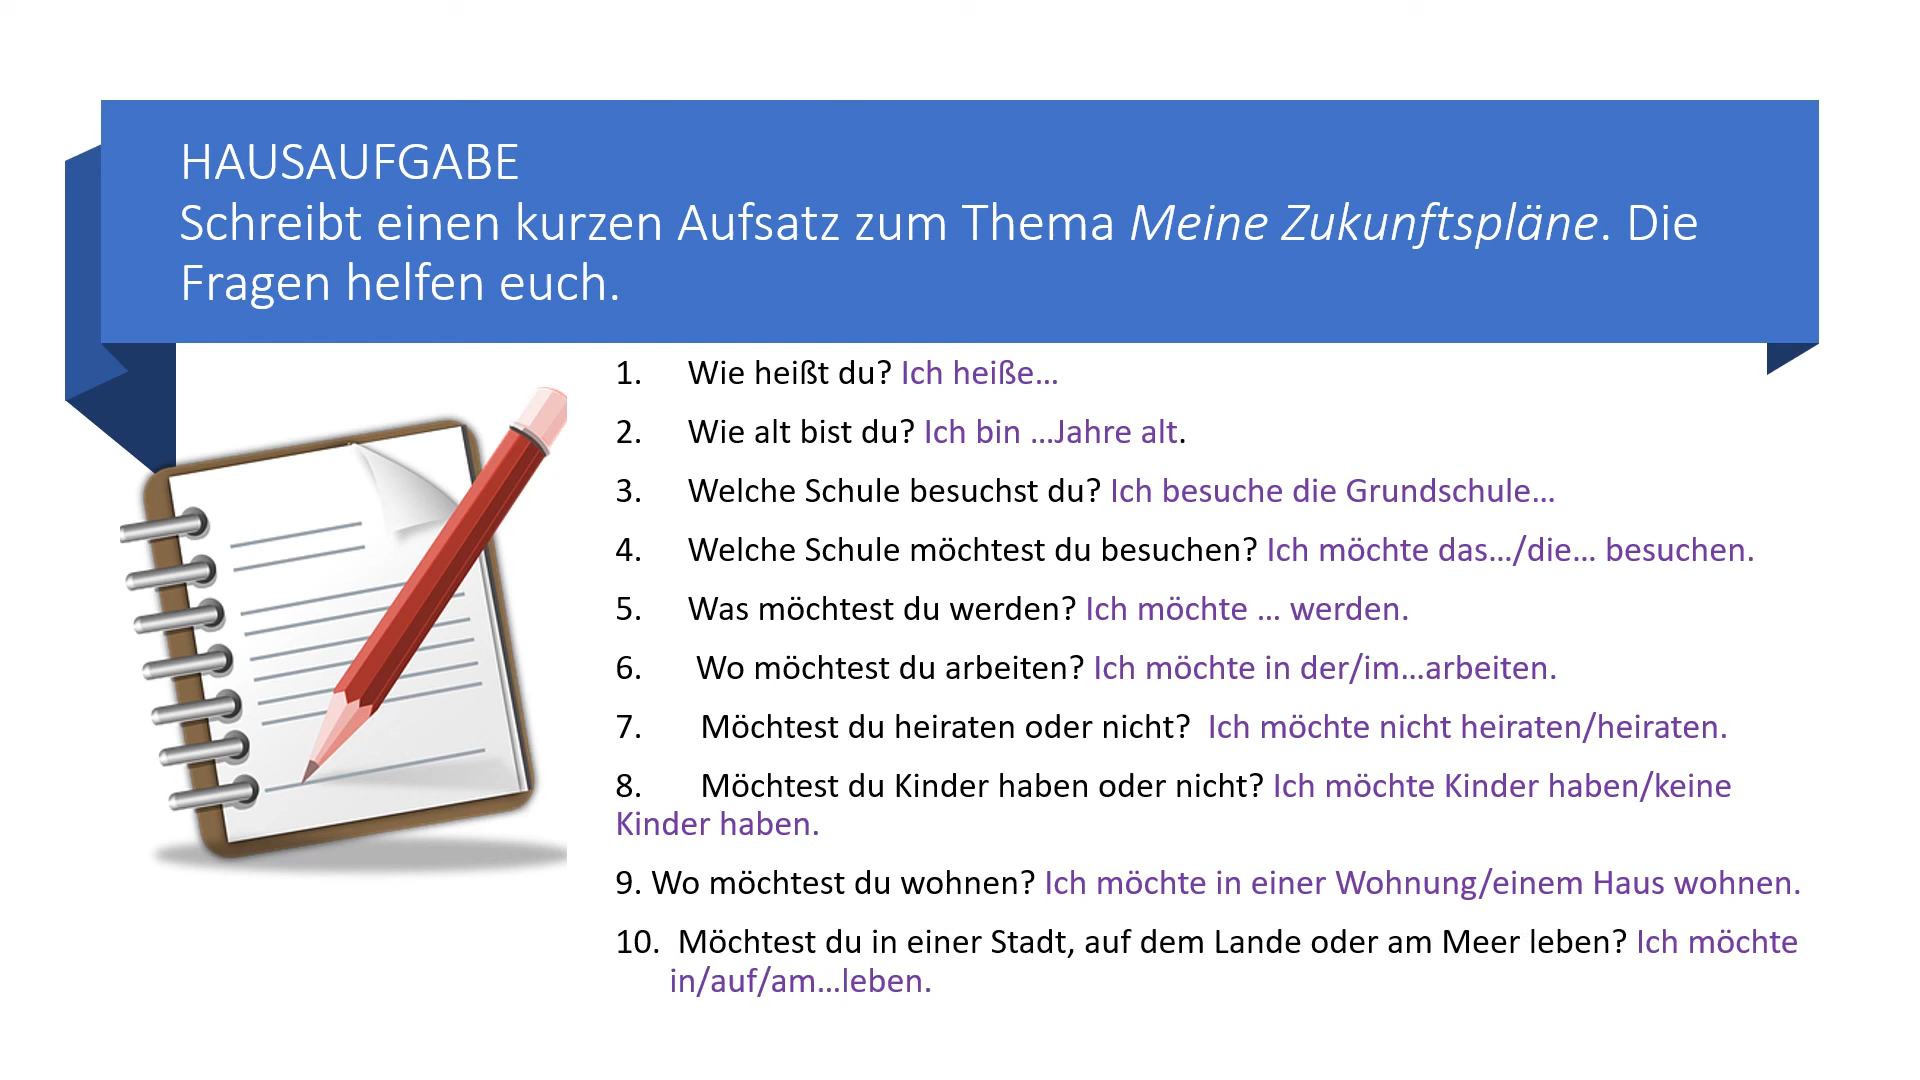 HAUSAUFGABE
Schreibt einen kurzen Aufsatz zum Thema Meine Zukunftspläne. Die
Fragen helfen euch.
1. Wie heißt du? Ich heiße…
2. Wie alt bist du? Ich bin …Jahre alt.
3. Welche Schule besuchst du? Ich besuche die Grundschule…
4. Welche Schule möchtest du besuchen? Ich möchte das…/die… besuchen.
5. Was möchtest du werden? Ich möchte … werden.
6. Wo möchtest du arbeiten? Ich möchte in der/im…arbeiten.
7. Möchtest du heiraten oder nicht? Ich möchte nicht heiraten/heiraten.
8. Möchtest du Kinder haben oder nicht? Ich möchte Kinder haben/keine
Kinder haben.
9. Wo möchtest du wohnen? Ich möchte in einer Wohnung/einem Haus wohnen.
10. Möchtest du in einer Stadt, auf dem Lande oder am Meer leben? Ich möchte
in/auf/am…leben.